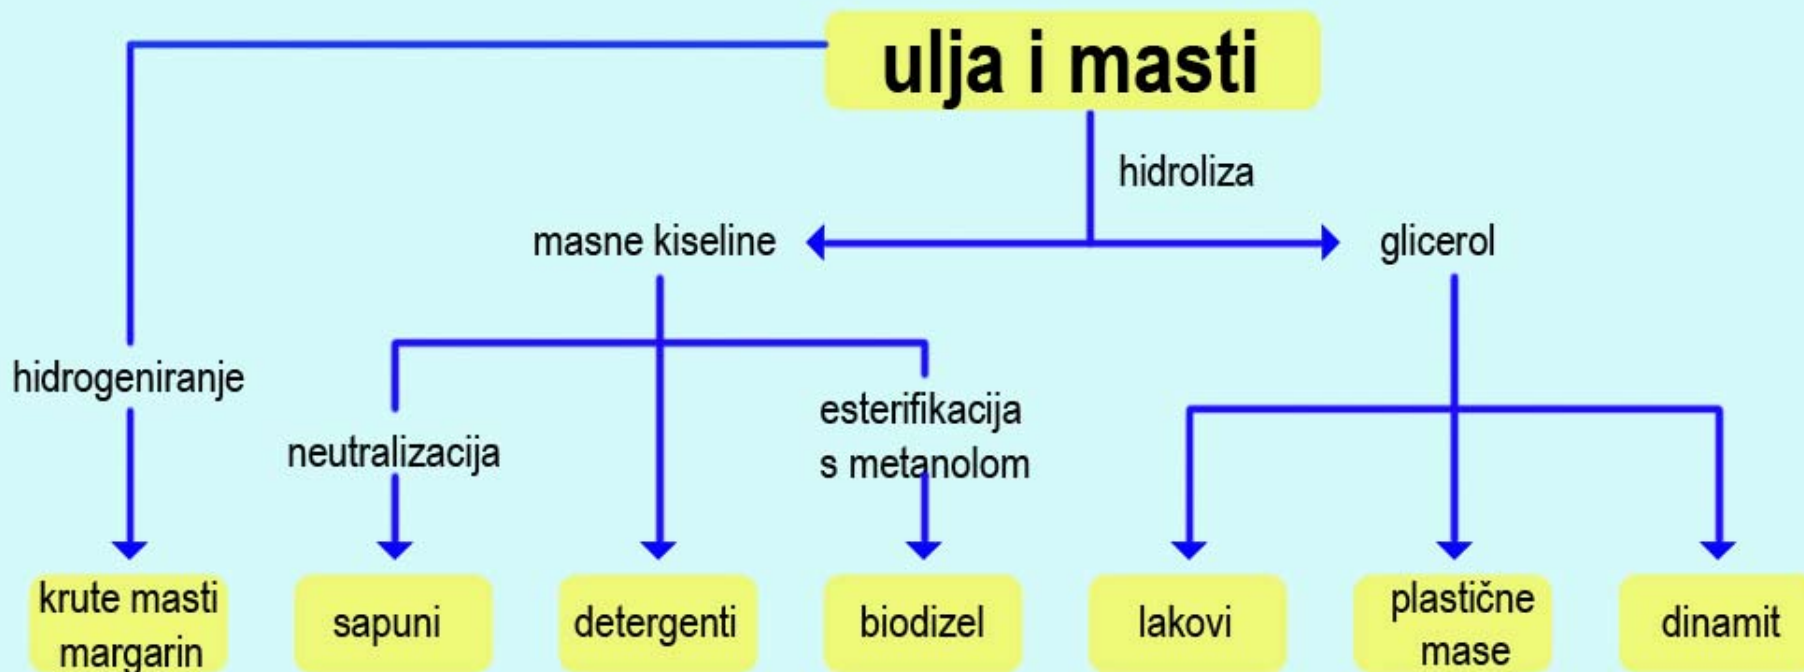 ulja i masti
hidroliza
masne kiseline
glicerol
hidrogeniranje
neutralizacija
esterifikacija
s metanolom
krute masti
margarin
sapuni
detergenti
biodizel
lakovi
plastične
mase
dinamit